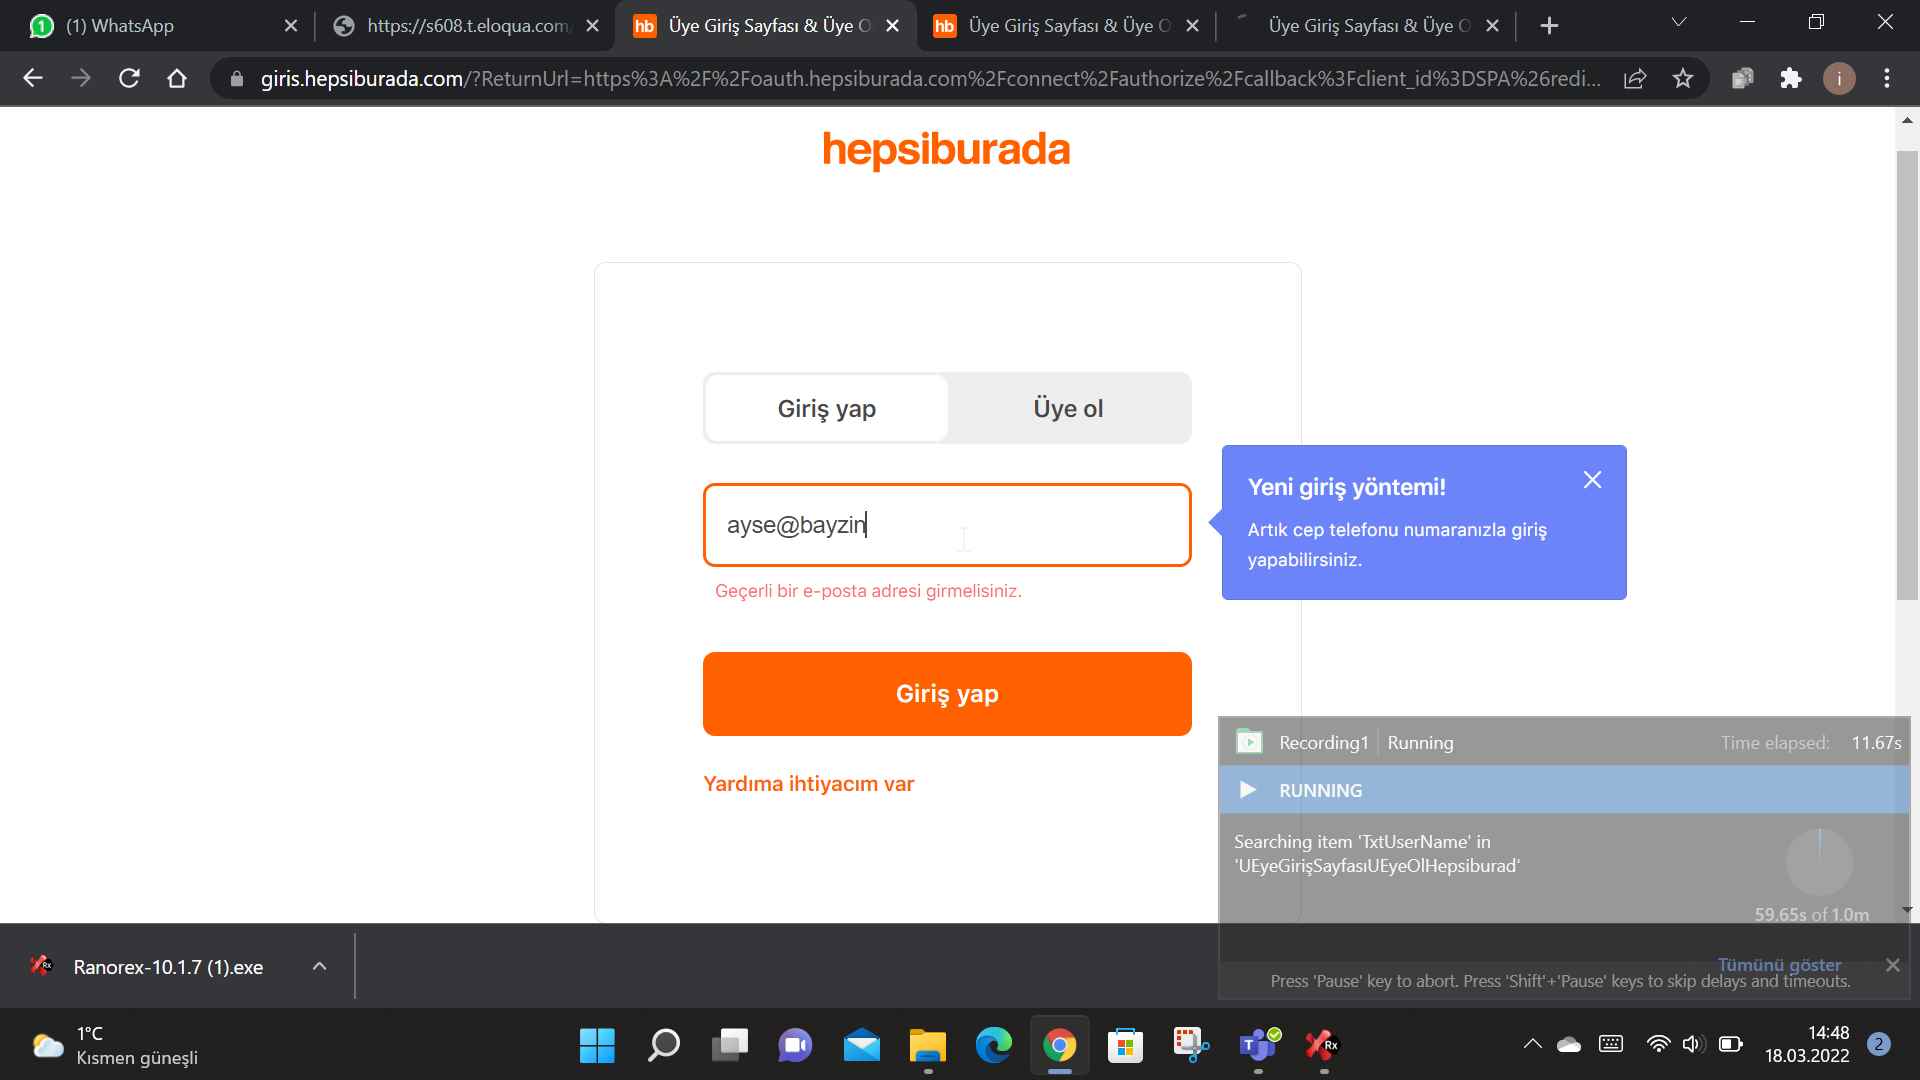 (1) WhatsApp
https://s608.t.eloqua.com/
hb Üye Giriş Sayfası & Üye O
hb Üye Giriş Sayfası & Üye O
Üye Giriş Sayfası & Üye O
giris.hepsiburada.com/?ReturnUrl=https%3A%2F%2Foauth.hepsiburada.com%2Fconnect%2Fauthorize%2Fcallback%3Fclient_id%3DSPA%26redi...
i
hepsiburada
Giriş yap
Üye ol
ayse@bayzin
Geçerli bir e-posta adresi girmelisiniz.
Yeni giriş yöntemi!
Artık cep telefonu numaranızla giriş
yapabilirsiniz.
Giriş yap
Yardıma ihtiyacım var
Recording1 Running Time elapsed: 11.67s
RUNNING
Searching item 'TxtUserName' in
'UEyeGirişSayfasıUEyeOlHepsiburad'
59.65s of 1.0m
Ranorex-10.1.7 (1).exe
Tümünü göster
Press 'Pause' key to abort. Press 'Shift'+'Pause' keys to skip delays and timeouts.
1°C
Kısmen güneşli
14:48
18.03.2022
2